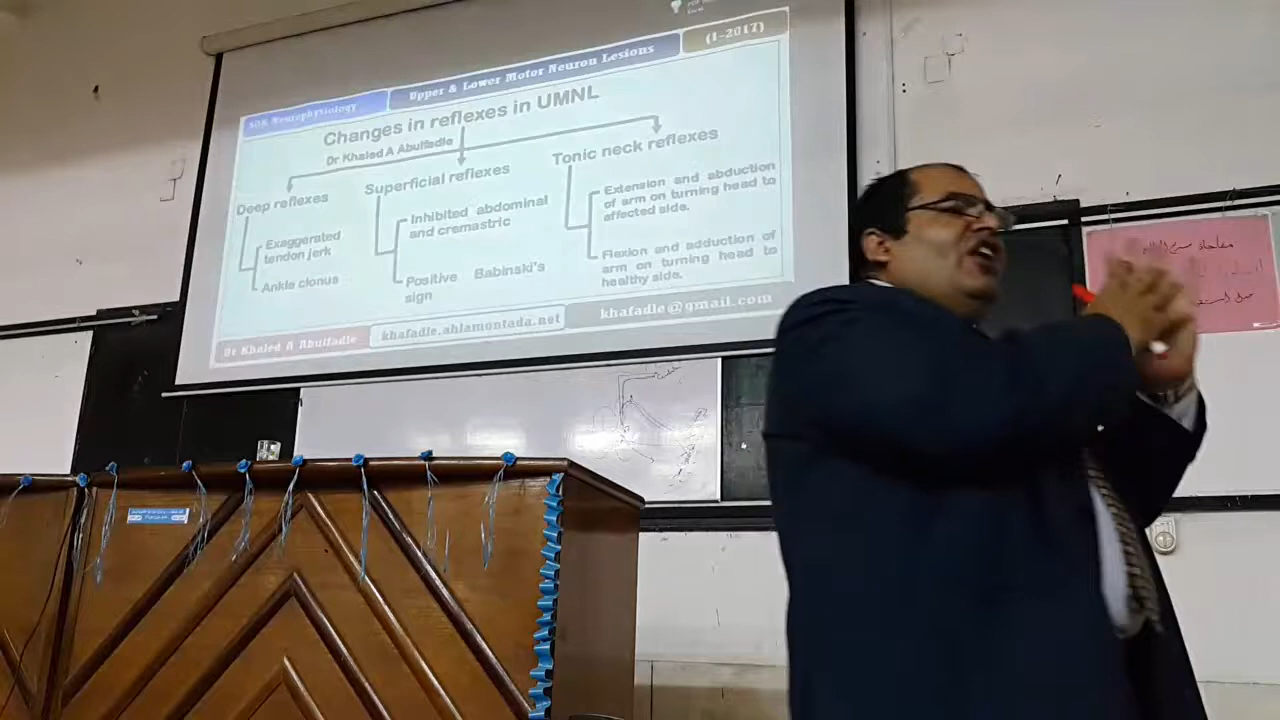 SDK Neurophysiology
Upper & Lower Motor Neuron Lesions
(1-2017)
Changes in reflexes in UMNL
Dr Khaled A Abulfadle
Deep reflexes
Exaggerated
tendon jerk
Ankle clonus
Superficial reflexes
Inhibited abdominal
and cremastric
Positive Babinski's
sign
Tonic neck reflexes
Extension and abduction
of arm on turning head to
affected side.
Flexion and adduction of
arm on turning head to
healthy side.
Dr Khaled A Abulfadle
khafadle.ahlamontada.net
khafadle@gmail.com